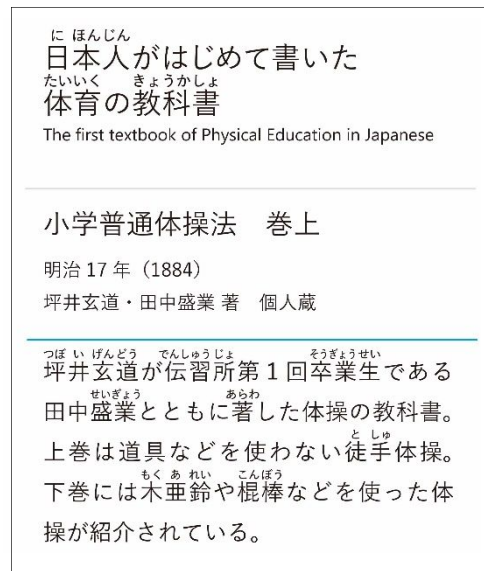 にほんじん
日本人がはじめて書いた
たいいく きょうかしょ
体育の教科書
The first textbook of Physical Education in Japanese
小学普通体操法 巻上
明治 17 年（1884）
坪井玄道・田中盛業 著 個人蔵
つぼ い げんどう でんしゅうじょ そうぎょうせい
坪井玄道が伝習所第 1 回卒業生である
せいぎょう あらわ
田中盛業とともに著した体操の教科書。
と しゅ
上巻は道具などを使わない徒手体操。
もく あ れい こんぼう
下巻には木亜鈴や棍棒などを使った体
操が紹介されている。